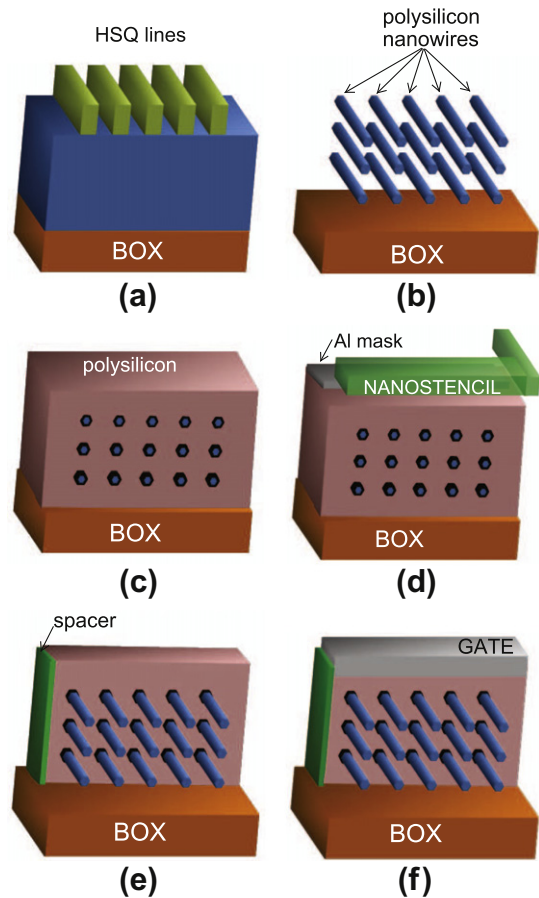 HSQ lines
BOX
(a)
polysilicon
nanowires
BOX
(b)
polysilicon
BOX
(c)
Al mask
NANOSTENCIL
BOX
(d)
spacer
BOX
(e)
GATE
BOX
(f)